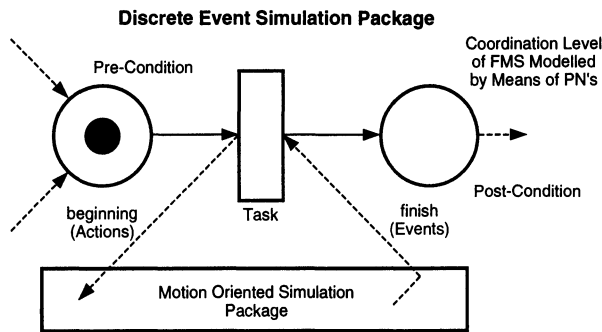 Discrete Event Simulation Package
Coordination Level
of FMS Modelled
by Means of PN's
Pre-Condition
Post-Condition
beginning
(Actions)
Task
finish
(Events)
Motion Oriented Simulation
Package